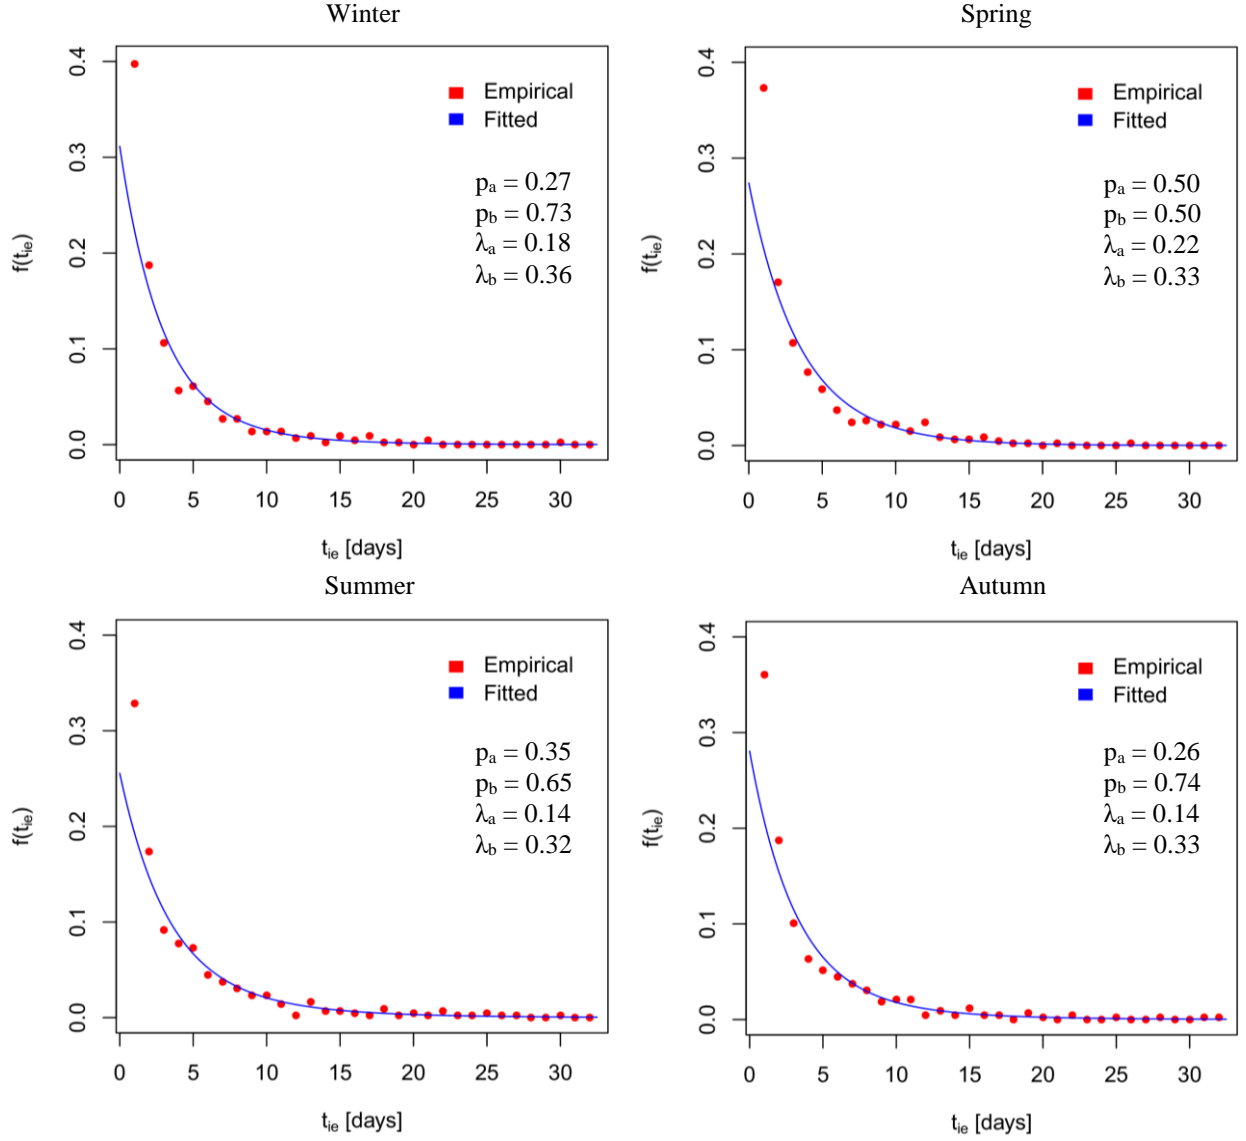 Winter
0.4
0.3
0.2
0.1
0.0
f(tie)
Empirical
Fitted
pa = 0.27
pb = 0.73
λa = 0.18
λb = 0.36
0 5 10 15 20 25 30
tie [days]
Spring
0.4
0.3
0.2
0.1
0.0
f(tie)
Empirical
Fitted
pa = 0.50
pb = 0.50
λa = 0.22
λb = 0.33
0 5 10 15 20 25 30
tie [days]
Summer
0.4
0.3
0.2
0.1
0.0
f(tie)
Empirical
Fitted
pa = 0.35
pb = 0.65
λa = 0.14
λb = 0.32
0 5 10 15 20 25 30
tie [days]
Autumn
0.4
0.3
0.2
0.1
0.0
f(tie)
Empirical
Fitted
pa = 0.26
pb = 0.74
λa = 0.14
λb = 0.33
0 5 10 15 20 25 30
tie [days]